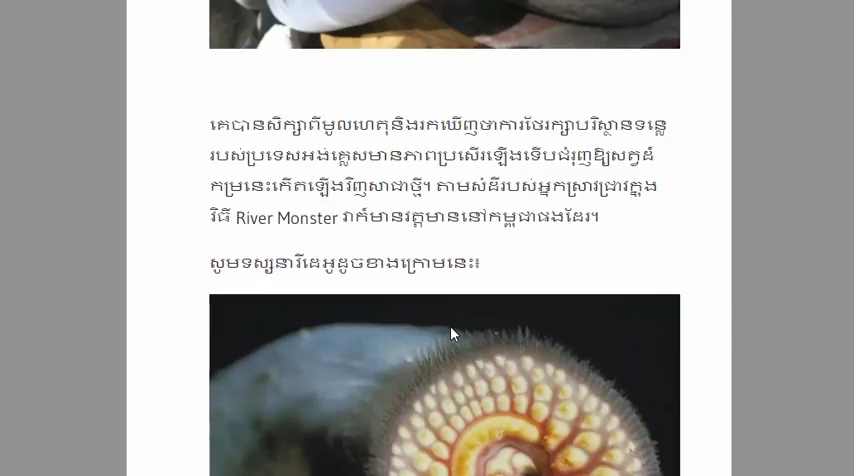 គេបានសិក្សាពីមូលហេតុនិងរកឃើញថាការថែរក្សាបរិស្ថានទន្លេ
របស់ប្រទេសអង់គ្លេសមានភាពប្រសើរឡើងទើបជំរុញឱ្យសត្វដ៏
កម្រនេះកើតឡើងវិញសាជាថ្មី។ តាមសំដីរបស់អ្នកស្រាវជ្រាវក្នុង
វិធី River Monster វាក៏មានវត្តមាននៅកម្ពុជាផងដែរ។
សូមទស្សនាវីដេអូដូចខាងក្រោមនេះ៖